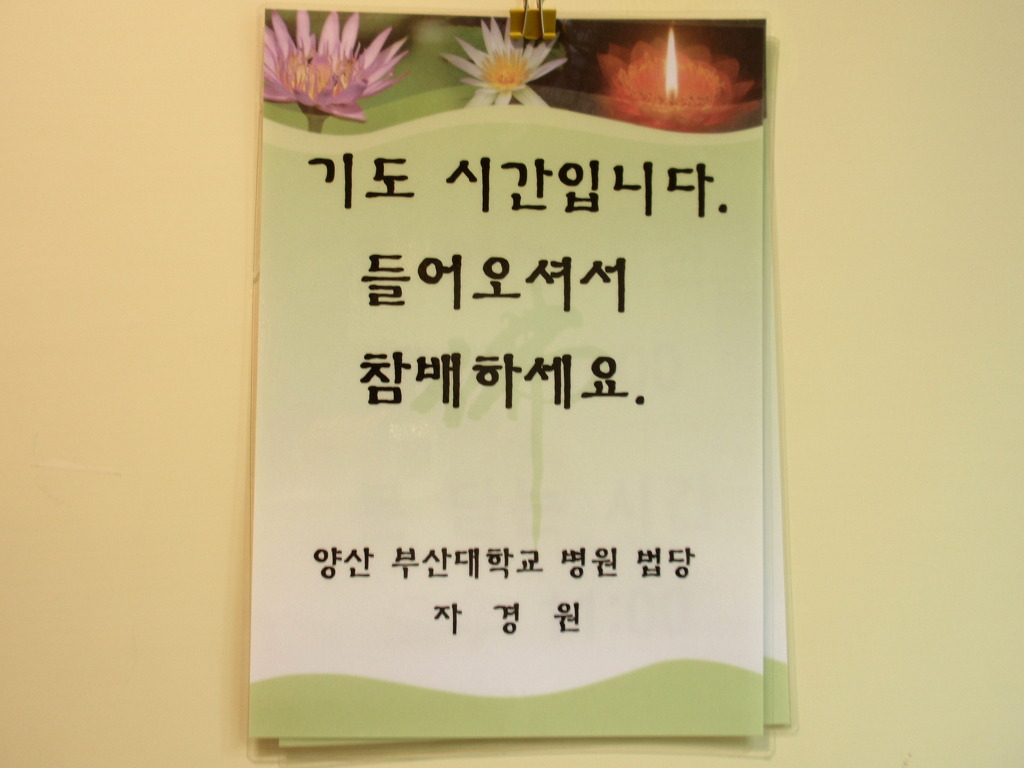 기도 시간입니다.
들어오셔서
참배하세요.
양산 부산대학교 병원 법당
자 경 원